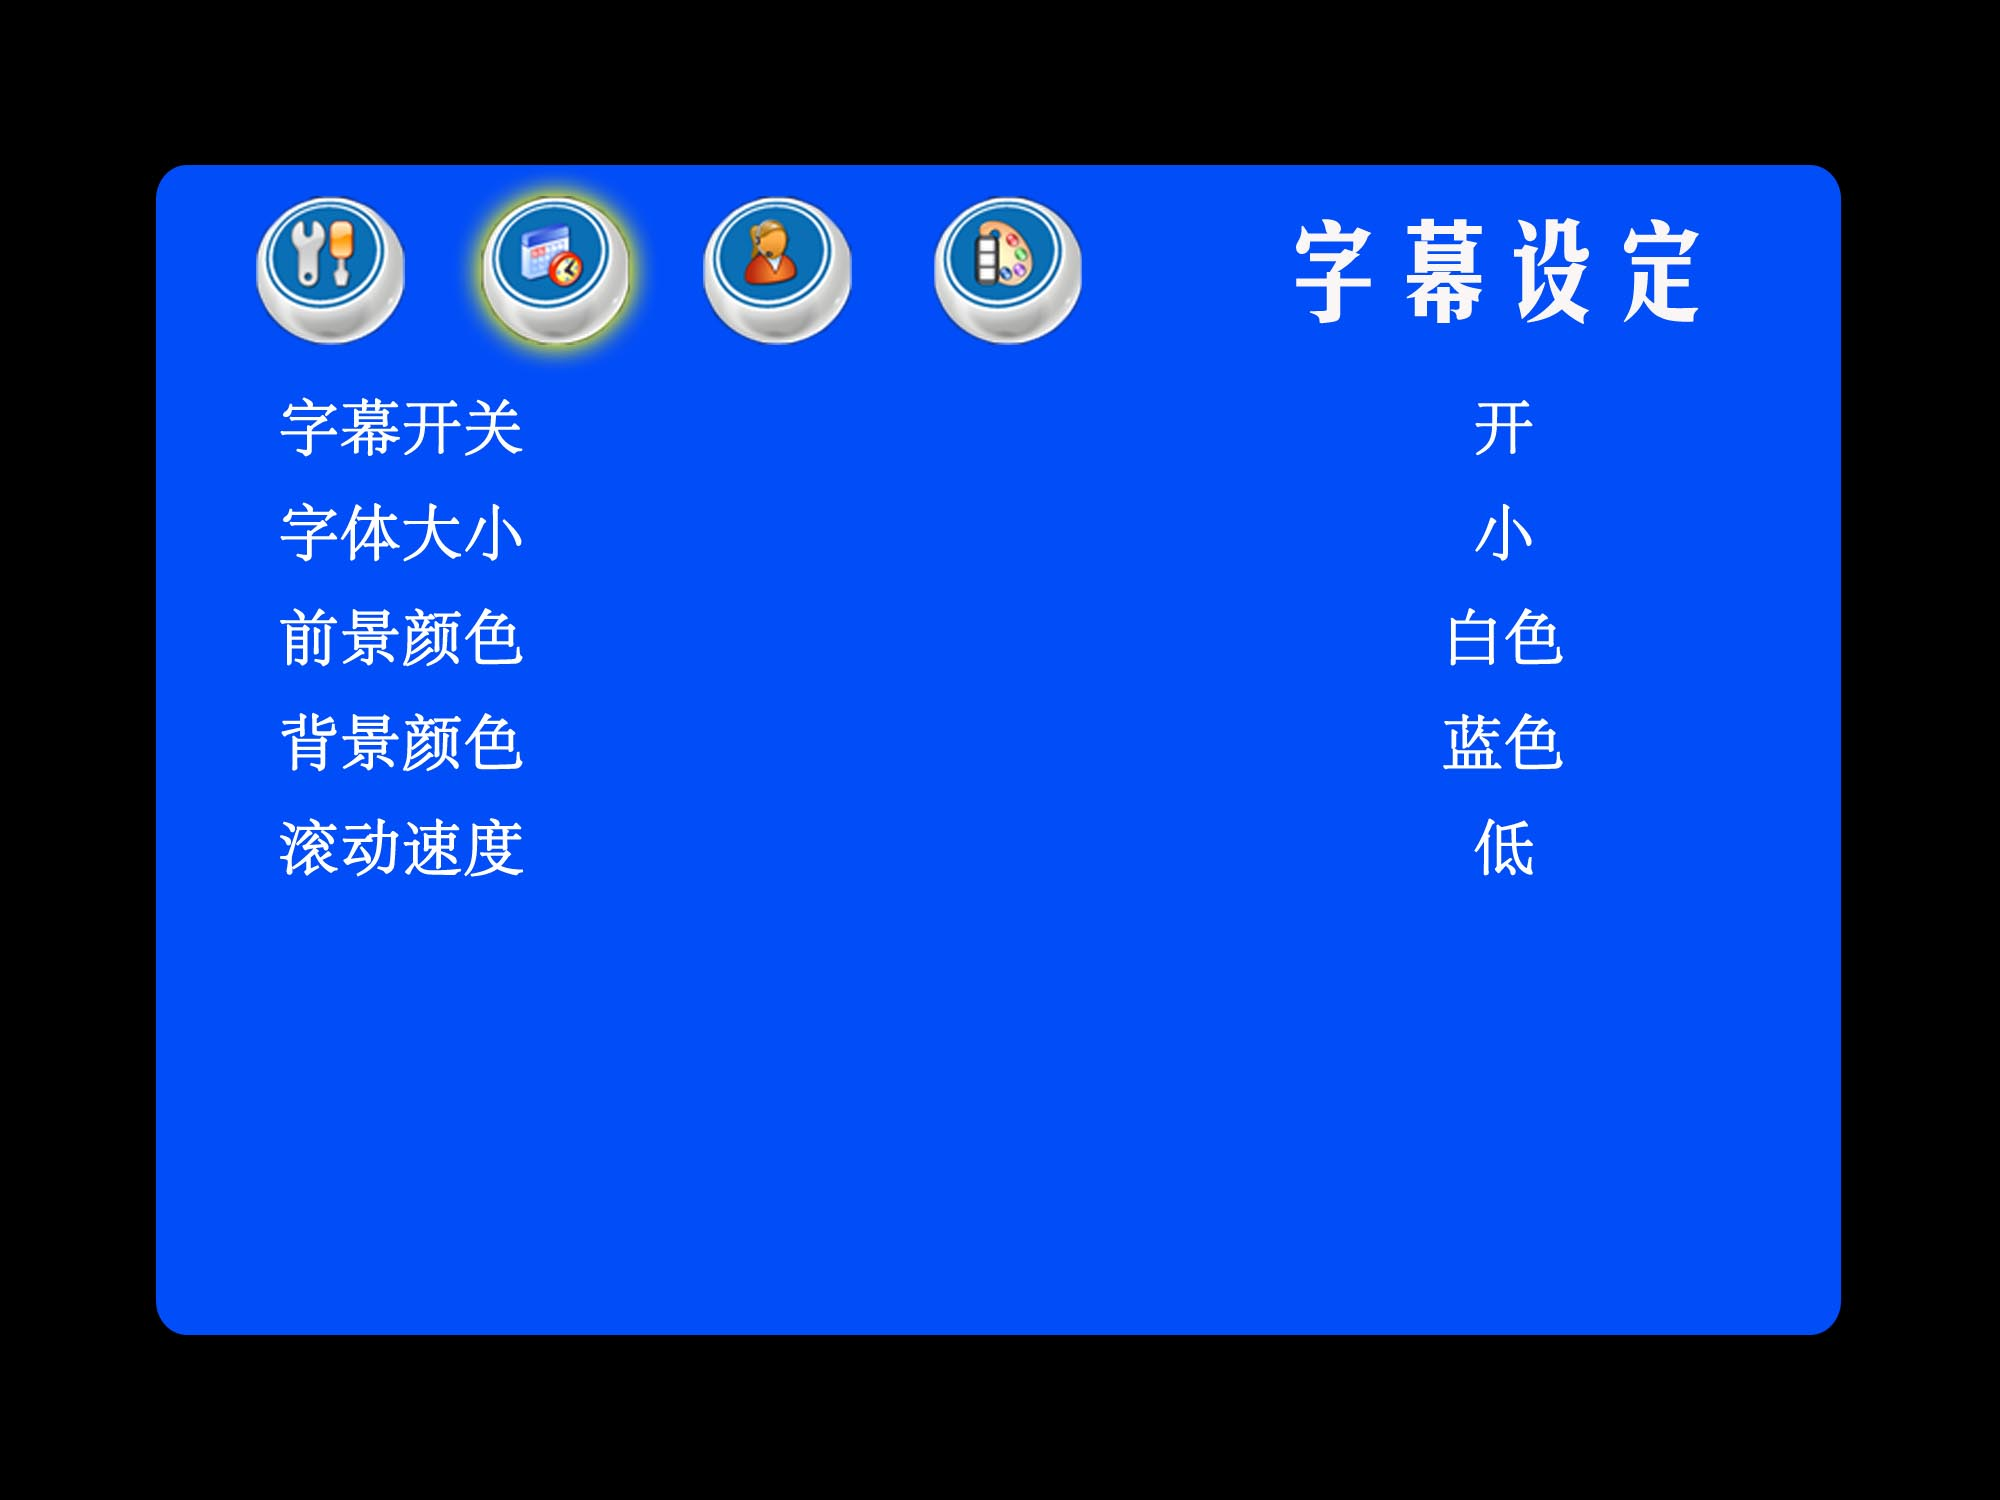 字幕设定
字幕开关 开
字体大小 小
前景颜色 白色
背景颜色 蓝色
滚动速度 低